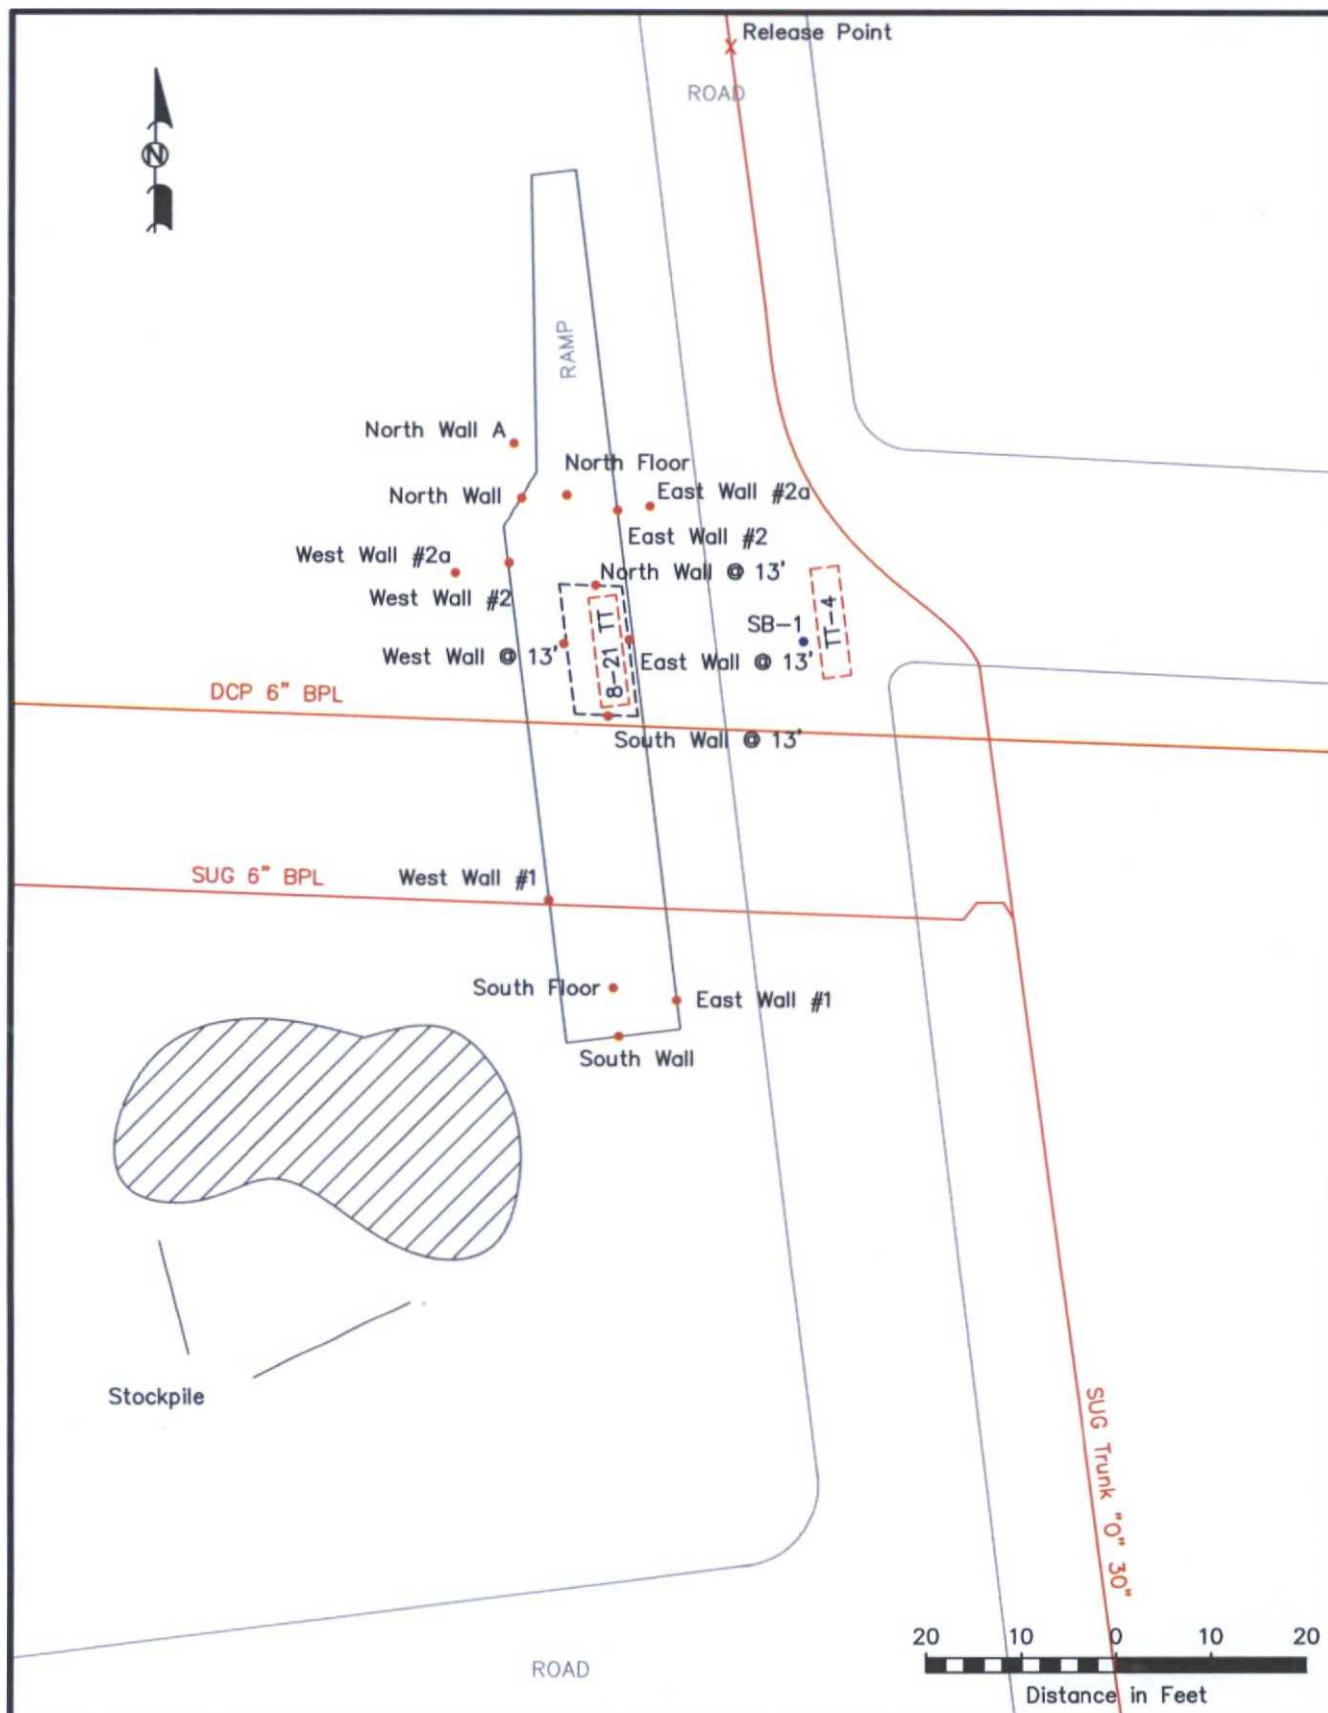 Release Point
ROAD
N
RAMP
North Wall A
North Floor
North Wall
East Wall #2a
East Wall #2
West Wall #2a
North Wall @ 13'
West Wall #2
SB-1
TT-4
8-21 TT
West Wall @ 13'
East Wall @ 13'
DCP 6" BPL
South Wall @ 13'
SUG 6" BPL
West Wall #1
South Floor
East Wall #1
South Wall
Stockpile
SUG Trunk "O" 30"
ROAD
20 10 0 10 20
Distance in Feet